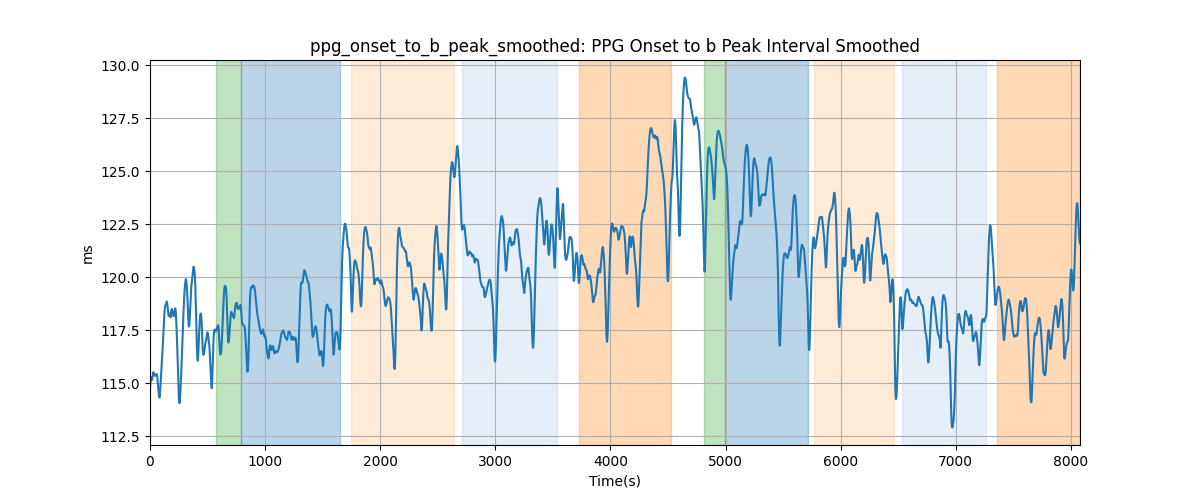 ppg_onset_to_b_peak_smoothed: PPG Onset to b Peak Interval Smoothed
130.0
127.5
125.0
122.5
120.0
117.5
115.0
112.5
ms
0 1000 2000 3000 4000 5000 6000 7000 8000
Time(s)